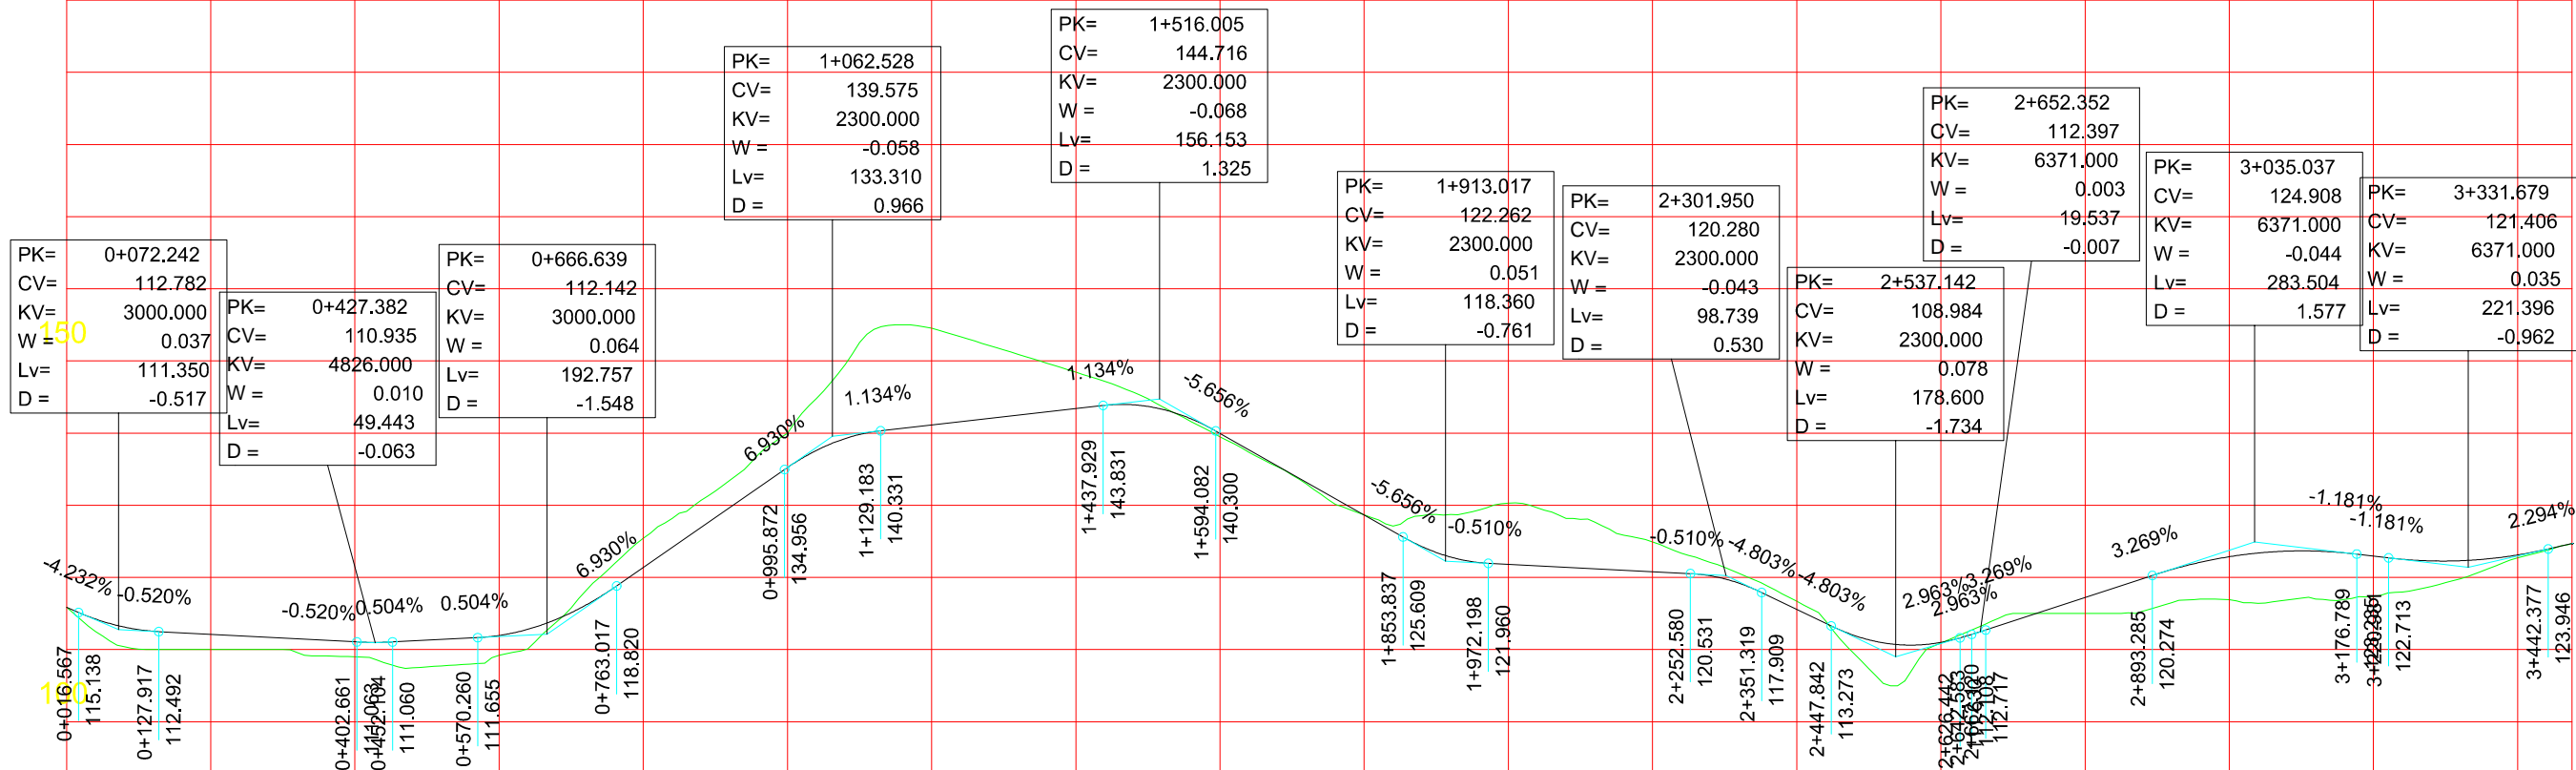 PK= 0+072.242
CV= 112.782
KV= 3000.000
W = 0.037
Lv= 111.350
D = -0.517
PK= 0+427.382
CV= 110.935
KV= 4826.000
W = 0.010
Lv= 49.443
D = -0.063
PK= 0+666.639
CV= 112.142
KV= 3000.000
W = 0.064
Lv= 192.757
D = -1.548
PK= 1+062.528
CV= 139.575
KV= 2300.000
W = -0.058
Lv= 133.310
D = 0.966
PK= 1+516.005
CV= 144.716
KV= 2300.000
W = -0.068
Lv= 156.153
D = 1.325
PK= 1+913.017
CV= 122.262
KV= 2300.000
W = 0.051
Lv= 118.360
D = -0.761
PK= 2+301.950
CV= 120.280
KV= 2300.000
W = -0.043
Lv= 98.739
D = 0.530
PK= 2+537.142
CV= 108.984
KV= 2300.000
W = 0.078
Lv= 178.600
D = -1.734
PK= 2+652.352
CV= 112.397
KV= 6371.000
W = 0.003
Lv= 19.537
D = -0.007
PK= 3+035.037
CV= 124.908
KV= 6371.000
W = -0.044
Lv= 283.504
D = 1.577
PK= 3+331.679
CV= 121.406
KV= 6371.000
W = 0.035
Lv= 221.396
D = -0.962
150
100
-4.232%
-0.520%
-0.520%
0.504%
0.504%
6.930%
6.930%
1.134%
1.134%
-5.656%
-5.656%
-0.510%
-0.510%
-4.803%
-4.803%
2.963%
2.963%
3.269%
3.269%
-1.181%
-1.181%
2.294%
0+016.567
115.138
0+127.917
112.492
0+402.661
111.063
0+452.104
111.060
0+570.260
111.655
0+763.017
118.820
0+995.872
134.956
1+129.183
140.331
1+437.929
143.831
1+594.082
140.300
1+853.837
125.609
1+972.198
121.960
2+252.580
120.531
2+351.319
117.909
2+447.842
113.273
2+626.442
2+642.583
112.108
112.717
2+893.285
120.274
3+176.789
122.713
3+442.377
123.946